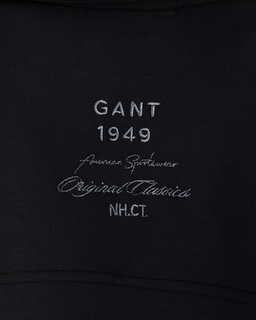 GANT
1949
American Sportswear
Original Classics
NH.CT.